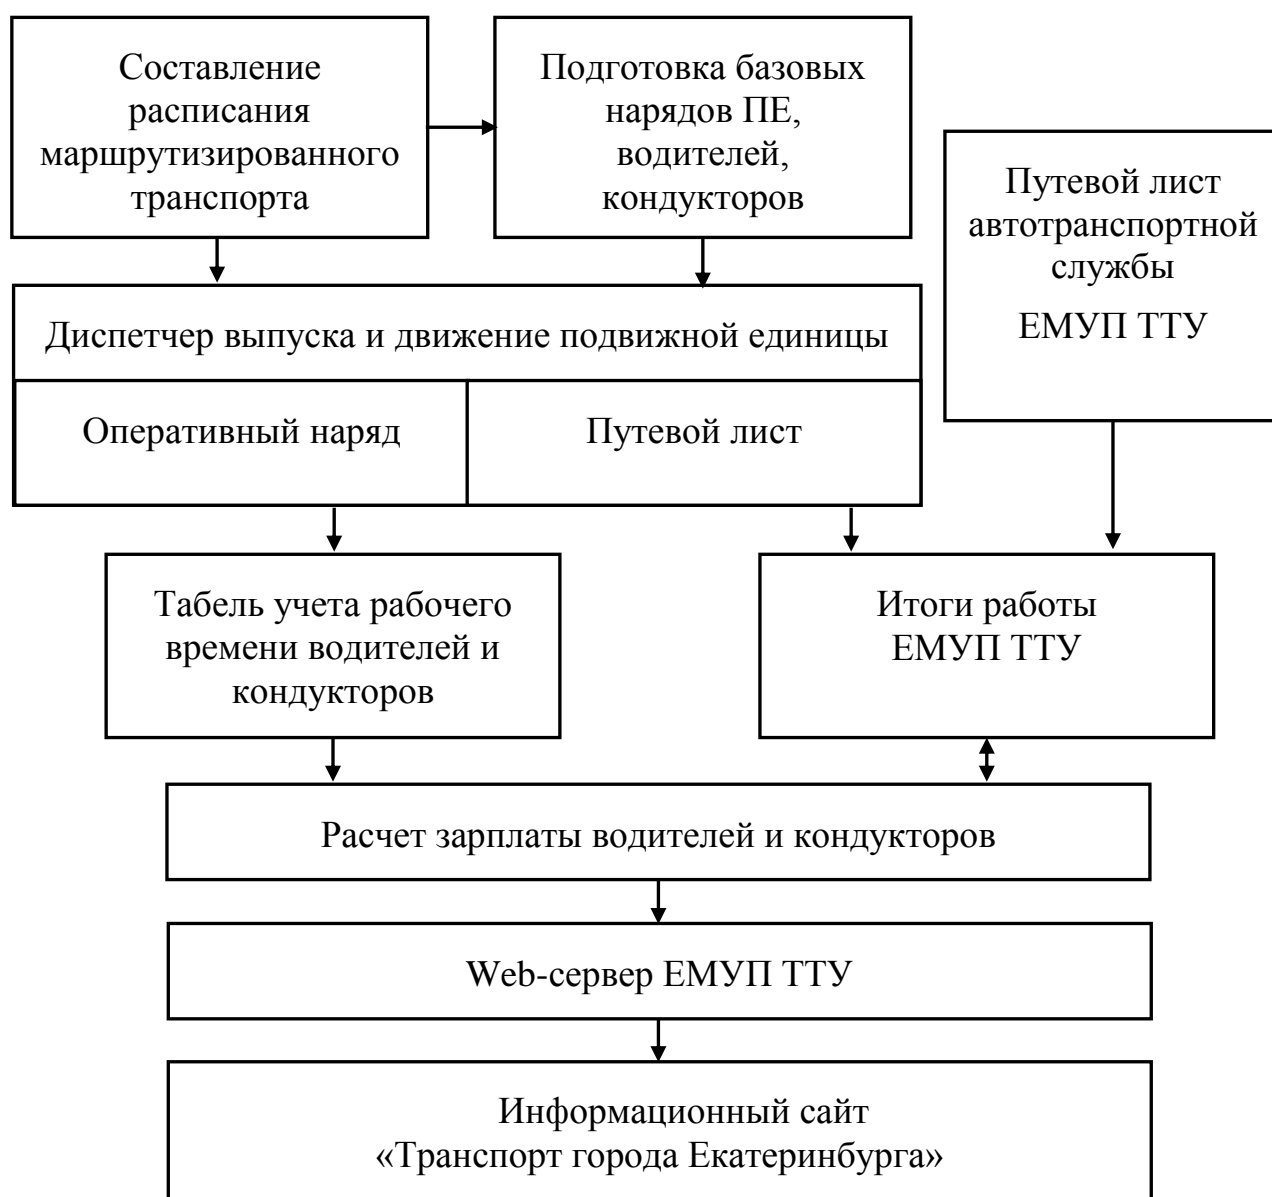 Составление
расписания
маршрутизированного
транспорта
Подготовка базовых
нарядов ПЕ,
водителей,
кондукторов
Путевой лист
автотранспортной
службы
ЕМУП ТТУ
Диспетчер выпуска и движение подвижной единицы
Оперативный наряд
Путевой лист
Табель учета рабочего
времени водителей и
кондукторов
Итоги работы
ЕМУП ТТУ
Расчет зарплаты водителей и кондукторов
Web-сервер ЕМУП ТТУ
Информационный сайт
«Транспорт города Екатеринбурга»